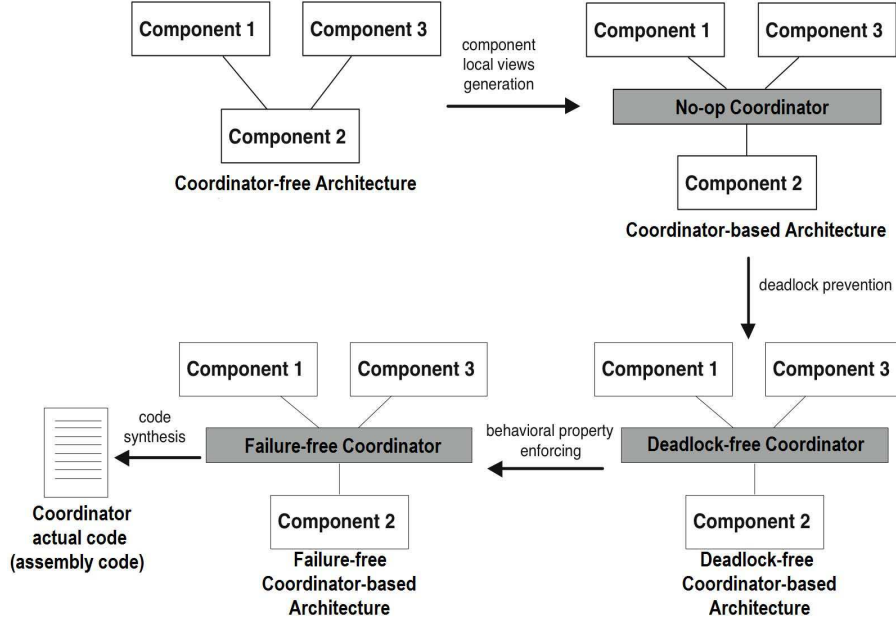 Component 1
Component 3
Component 2
Coordinator-free Architecture
component
local views
generation
Component 1
Component 3
No-op Coordinator
Component 2
Coordinator-based Architecture
deadlock prevention
Component 1
Component 3
Deadlock-free Coordinator
Component 2
Deadlock-free
Coordinator-based
Architecture
behavioral property
enforcing
Component 1
Component 3
Failure-free Coordinator
Component 2
Failure-free
Coordinator-based
Architecture
code
synthesis
Coordinator
actual code
(assembly code)